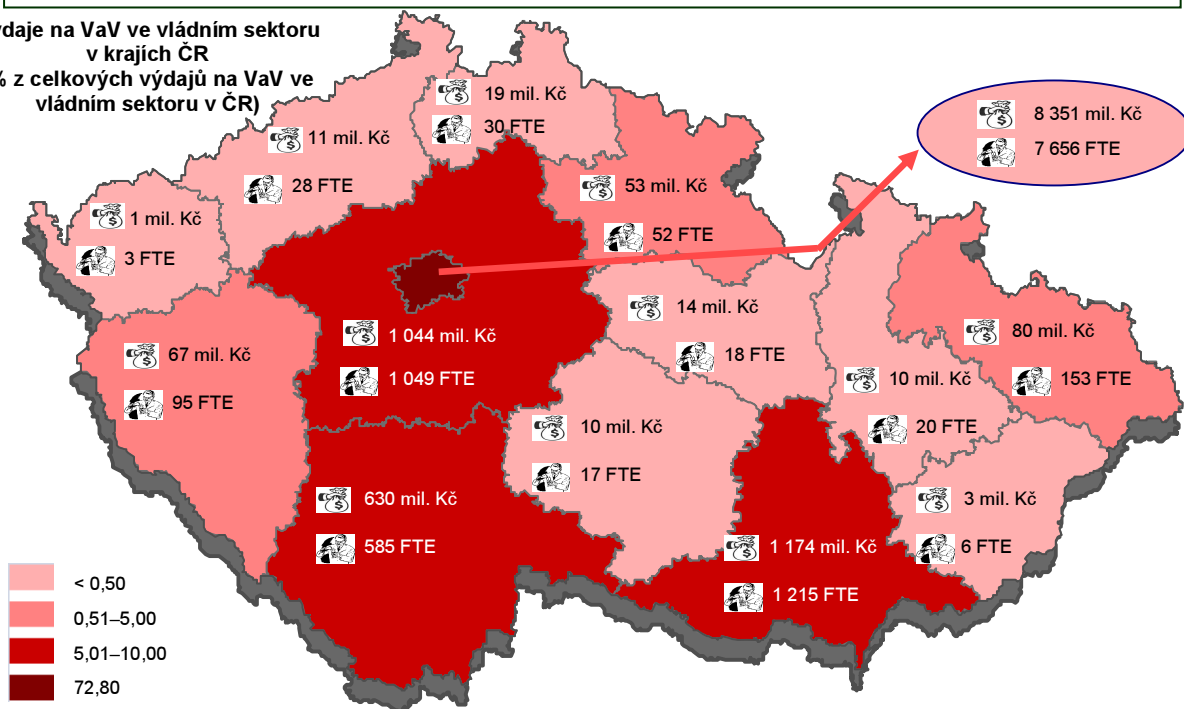 v krajích ČR
z celkových výdajů na VaV ve
vládním sektoru v ČR)
na VaV ve vládním sektoru
19 mil. Kč
30 FTE
11 mil. Kč
28 FTE
8 351 mil. Kč
7 656 FTE
53 mil. Kč
52 FTE
1 mil. Kč
3 FTE
14 mil. Kč
18 FTE
1 044 mil. Kč
1 049 FTE
67 mil. Kč
95 FTE
80 mil. Kč
153 FTE
10 mil. Kč
20 FTE
10 mil. Kč
17 FTE
630 mil. Kč
585 FTE
3 mil. Kč
6 FTE
1 174 mil. Kč
1 215 FTE
< 0,50
0,51–5,00
5,01–10,00
72,80